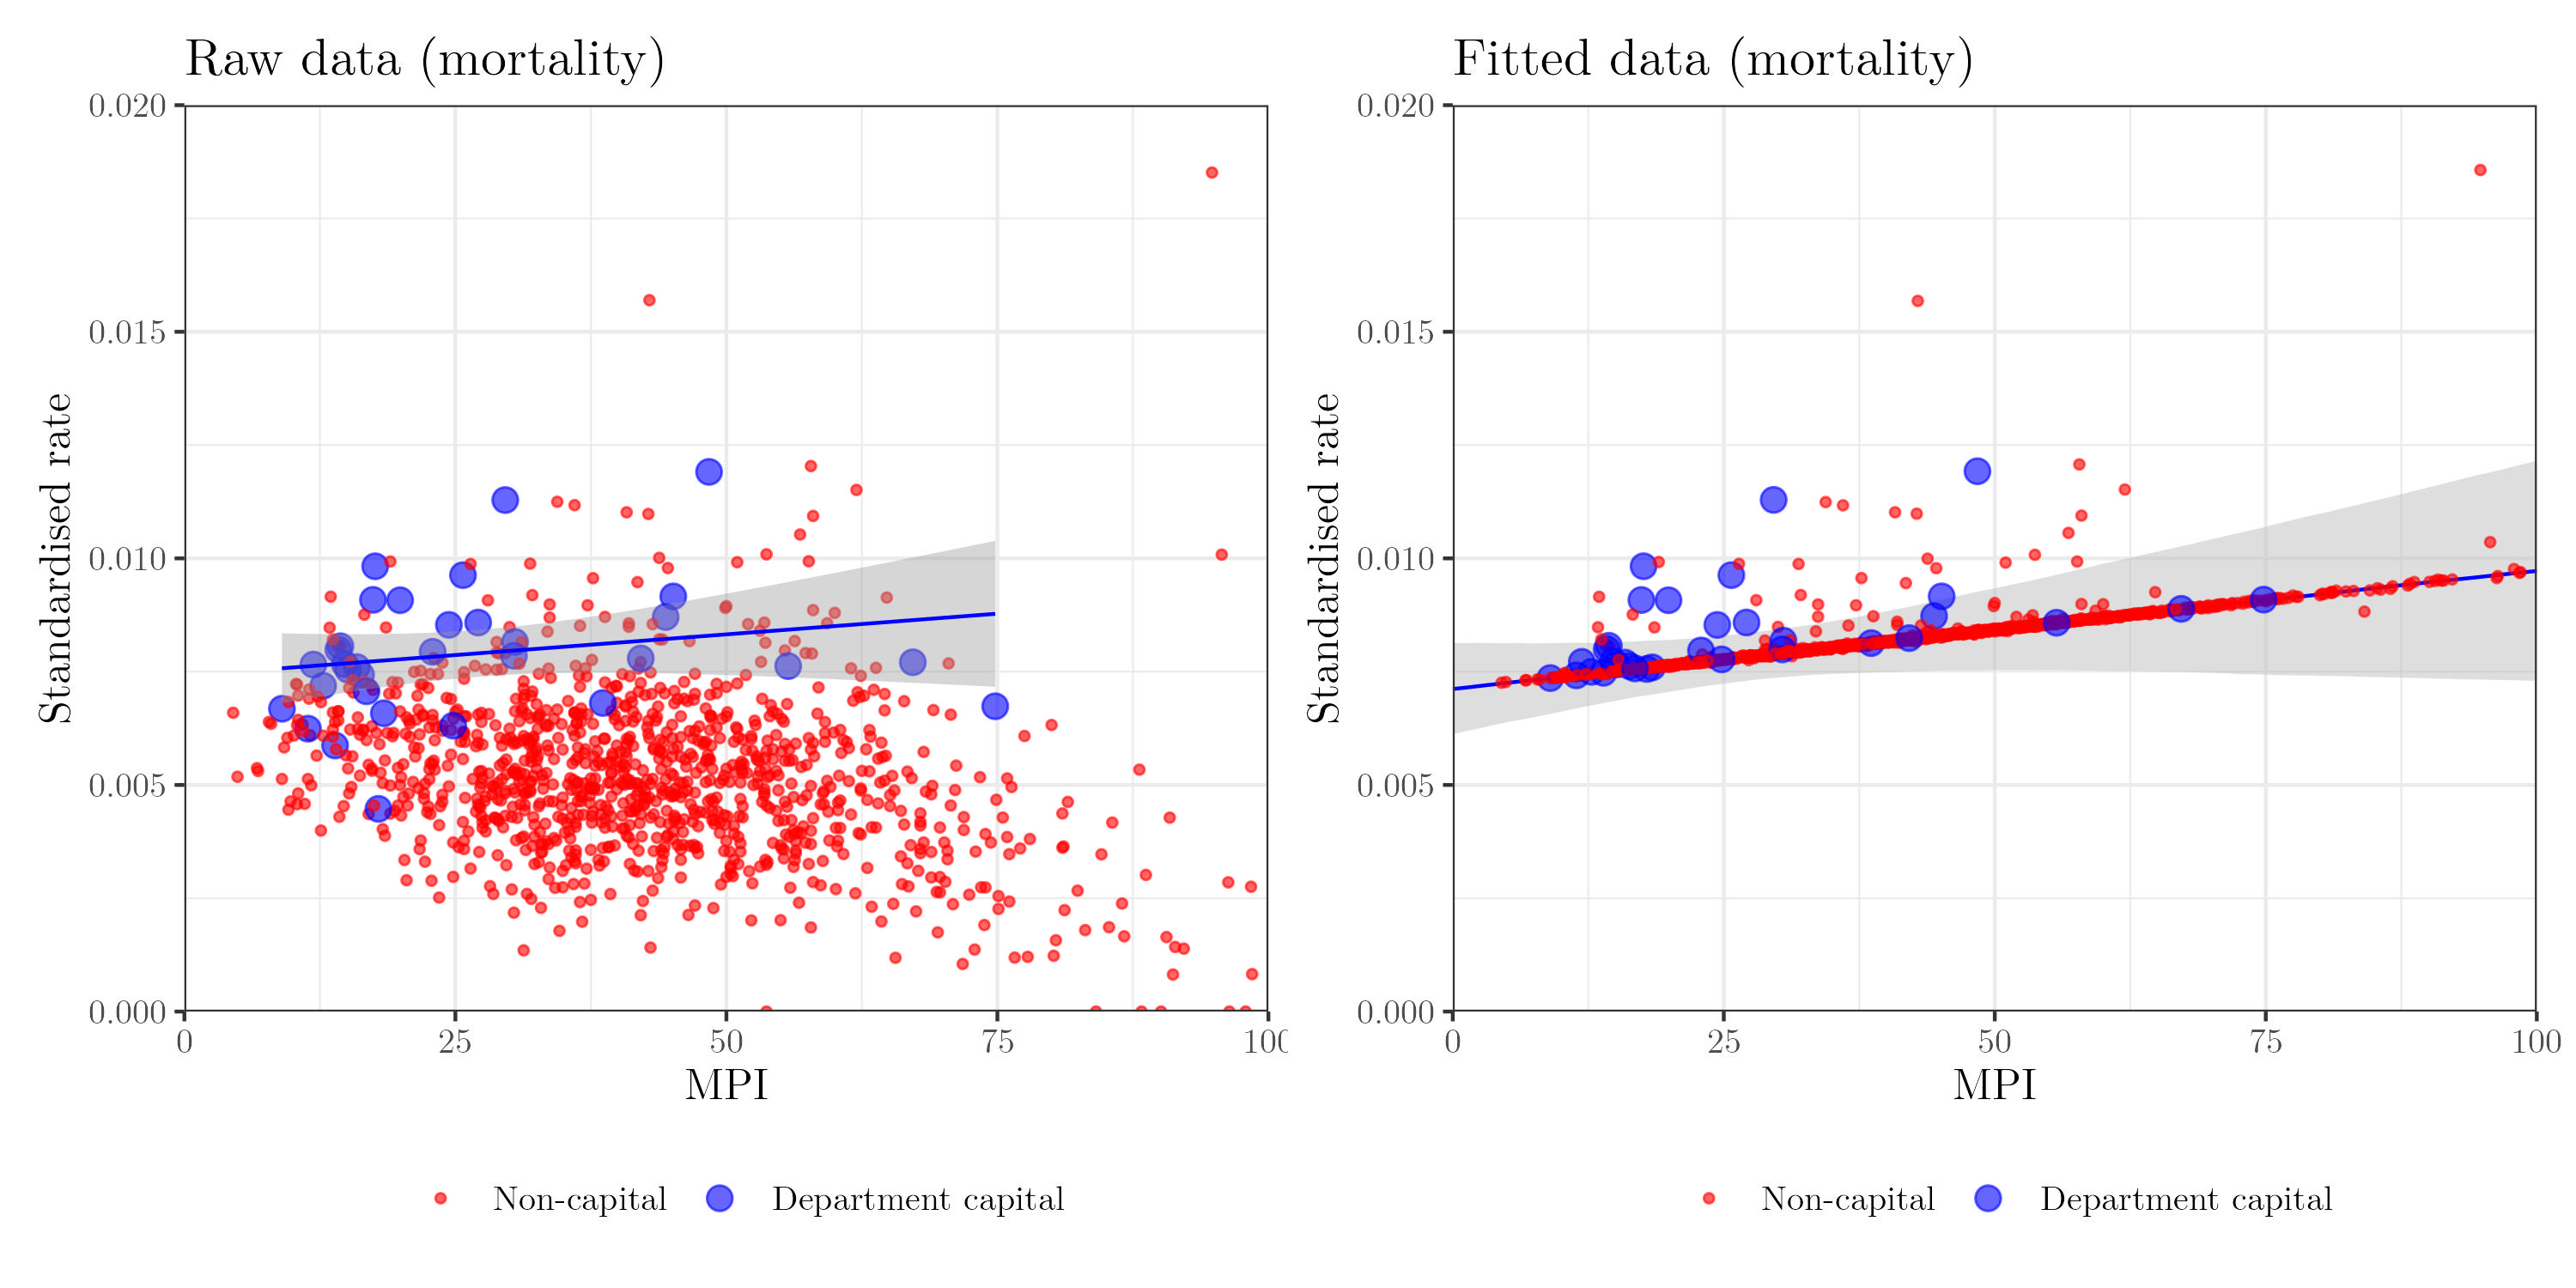 Raw data (mortality)
0.020
0.015
0.010
0.005
0.000
Standardised rate
0
25
50
75
100
MPI
Non-capital
Department capital
Fitted data (mortality)
0.020
0.015
0.010
0.005
0.000
Standardised rate
0
25
50
75
100
MPI
Non-capital
Department capital